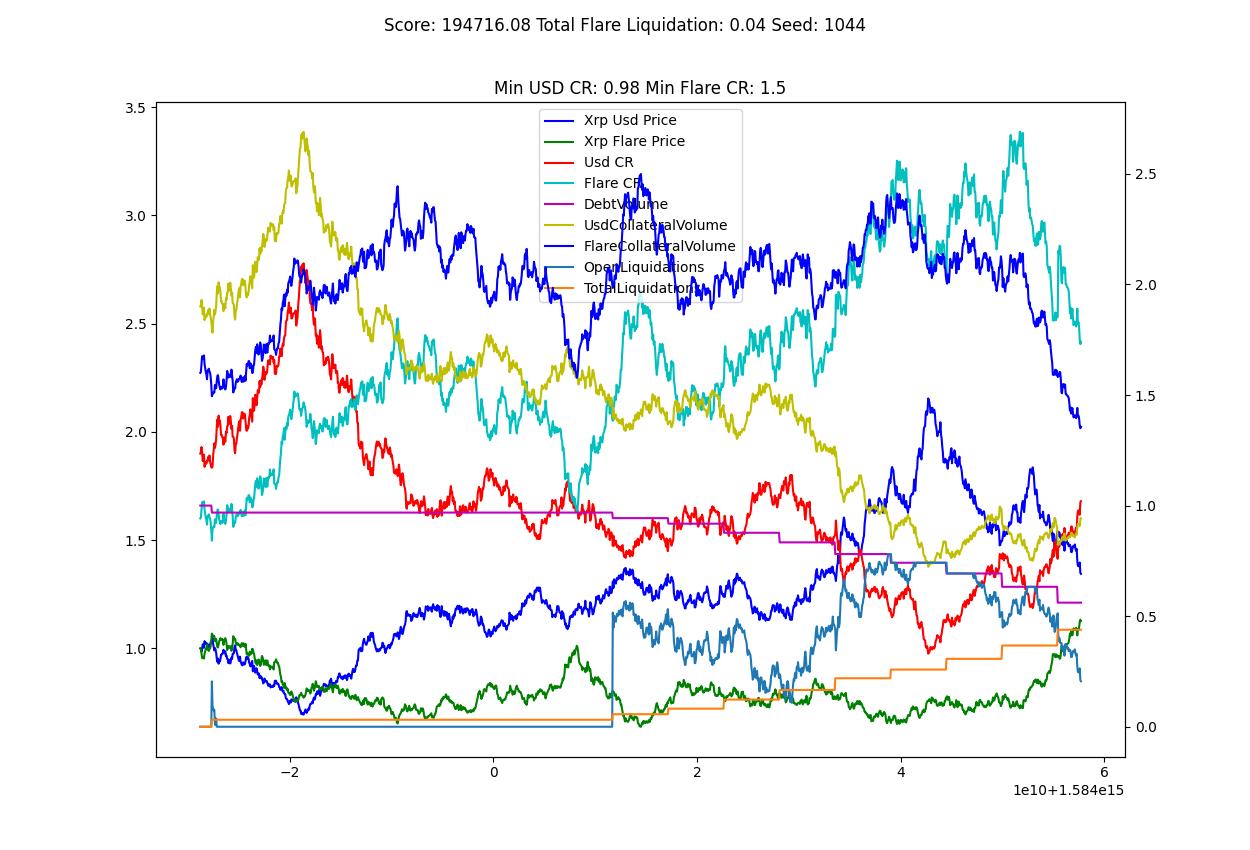 Score: 194716.08 Total Flare Liquidation: 0.04 Seed: 1044
Min USD CR: 0.98 Min Flare CR: 1.5
Xrp Usd Price
Xrp Flare Price
Usd CR
Flare CR
DebtVolume
UsdCollateralVolume
FlareCollateralVolume
OpenLiquidations
TotalLiquidations
3.5
3.0
2.5
2.0
1.5
1.0
2.5
2.0
1.5
1.0
0.5
0.0
−2 0 2 4 6
1e10+1.584e15